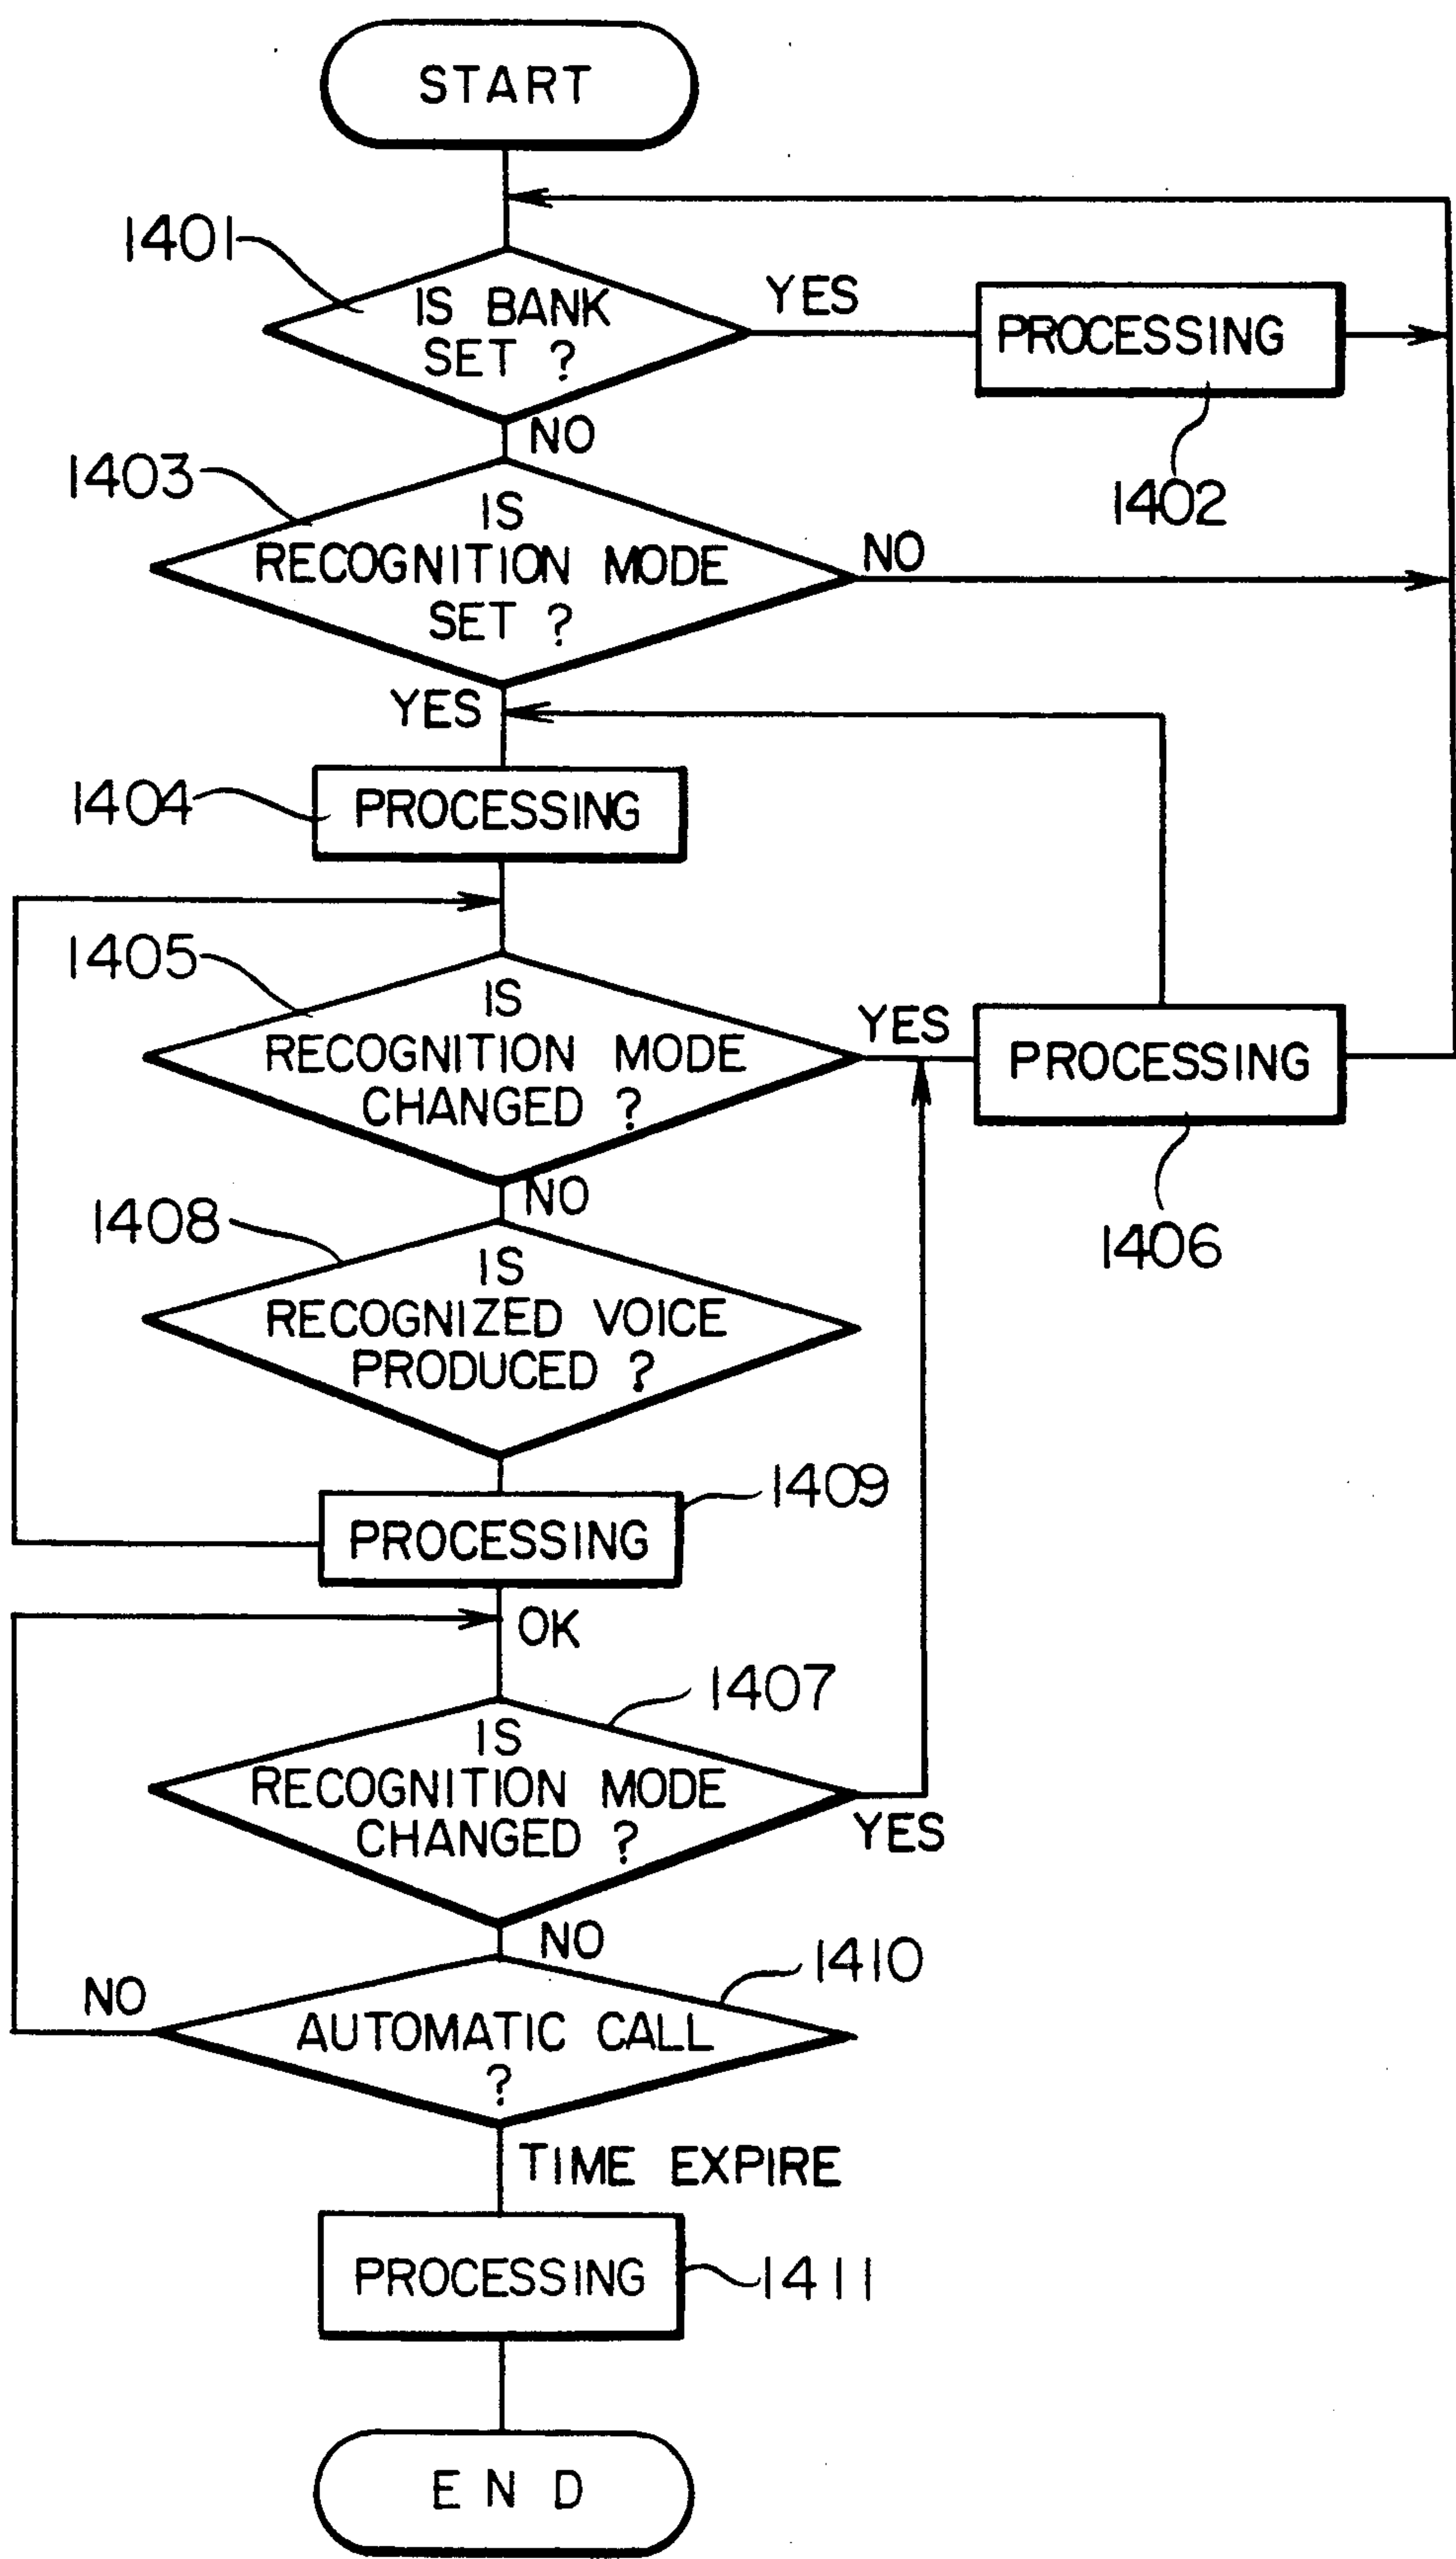 START
1401
IS BANK
SET ?
YES
PROCESSING
1402
NO
1403
IS
RECOGNITION MODE
SET ?
NO
YES
1404
PROCESSING
1405
IS
RECOGNITION MODE
CHANGED ?
YES
PROCESSING
1406
NO
1408
IS
RECOGNIZED VOICE
PRODUCED ?
1409
PROCESSING
OK
1407
IS
RECOGNITION MODE
CHANGED ?
YES
NO
1410
NO
AUTOMATIC CALL
?
TIME EXPIRE
PROCESSING
1411
END